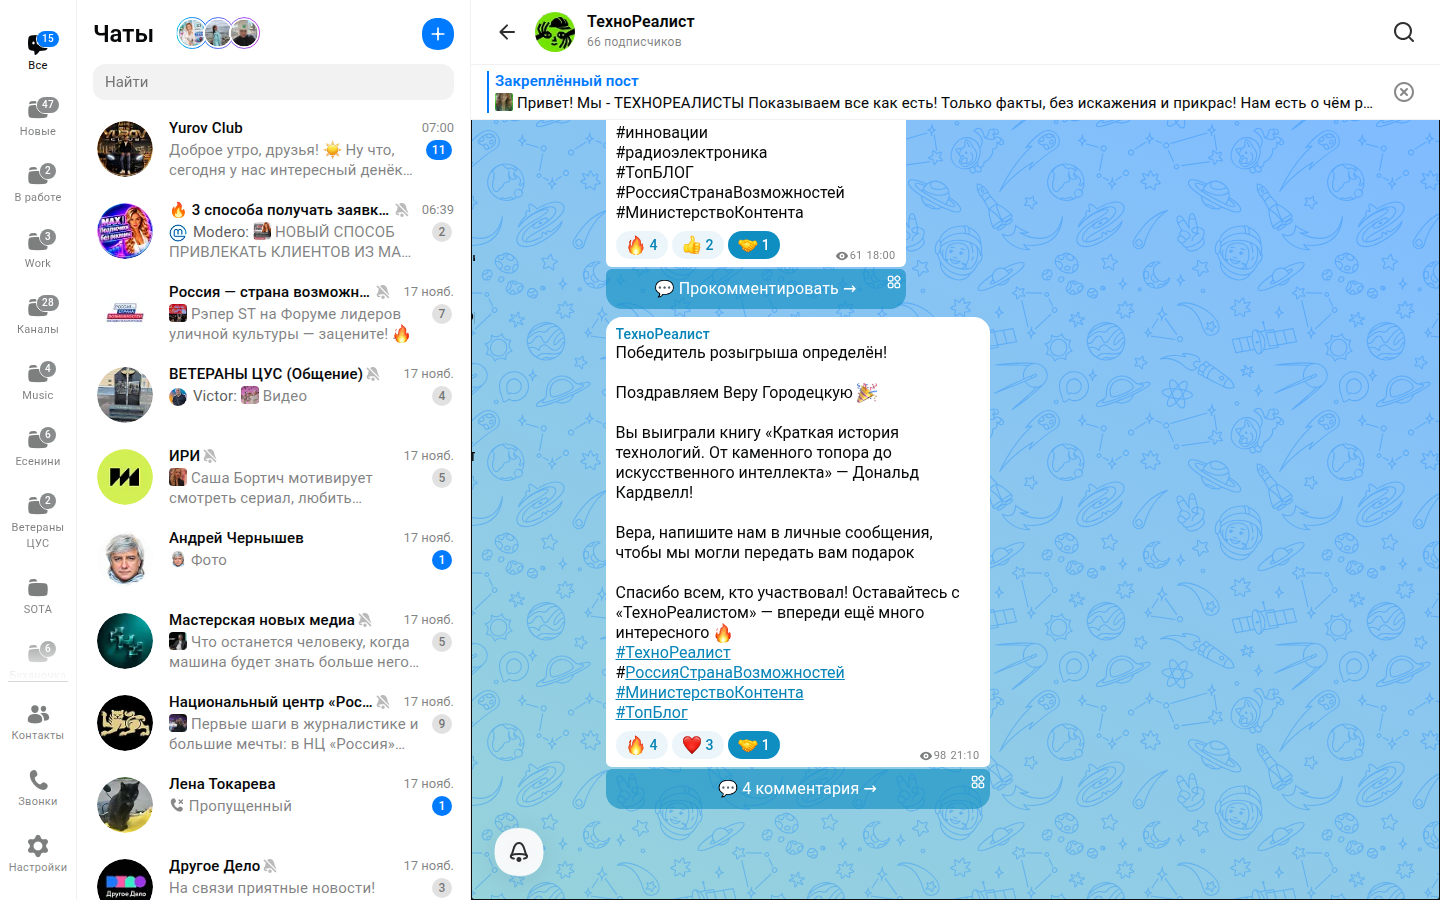 15
Все
47
Новые
2
В работе
3
Work
28
Каналы
4
Music
6
Есенини
2
Ветераны
ЦУС
SOTA
6
Контакты
Звонки
Настройки
Чаты
Найти
Yurov Club 07:00
Доброе утро, друзья! ☀️ Ну что, 11
сегодня у нас интересный денёк...
🔥 3 способа получать заявк... 06:39
Modero: НОВЫЙ СПОСОБ 2
ПРИВЛЕКАТЬ КЛИЕНТОВ ИЗ МА...
Россия — страна возможн... 17 нояб.
Рэпер ST на Форуме лидеров 7
уличной культуры — зацените! 🔥
ВЕТЕРАНЫ ЦУС (Общение) 17 нояб.
Victor: Видео 4
ИРИ 17 нояб.
Саша Бортич мотивирует 5
смотреть сериал, любить...
Андрей Чернышев 17 нояб.
Фото 1
Мастерская новых медиа 17 нояб.
Что останется человеку, когда 5
машина будет знать больше него...
Национальный центр «Рос... 17 нояб.
Первые шаги в журналистике и 9
большие мечты: в НЦ «Россия»...
Лена Токарева 17 нояб.
Пропущенный 1
Другое Дело 17 нояб.
На связи приятные новости! 3
Другое Дело
ТехноРеалист
66 подписчиков
Закреплённый пост
Привет! Мы - ТЕХНОРЕАЛИСТЫ Показываем все как есть! Только факты, без искажения и прикрас! Нам есть о чём р...
#инновации
#радиоэлектроника
#ТопБЛОГ
#РоссияСтранаВозможностей
#МинистерствоКонтента
🔥 4 👍 2 🤝 1 61 18:00
💬 Прокомментировать →
ТехноРеалист
Победитель розыгрыша определён!
Поздравляем Веру Городецкую 🎉
Вы выиграли книгу «Краткая история
технологий. От каменного топора до
искусственного интеллекта» — Дональд
Кардвелл!
Вера, напишите нам в личные сообщения,
чтобы мы могли передать вам подарок
Спасибо всем, кто участвовал! Оставайтесь с
«ТехноРеалистом» — впереди ещё много
интересного 🔥
#ТехноРеалист
#РоссияСтранаВозможностей
#МинистерствоКонтента
#ТопБлог
🔥 4 ❤️ 3 🤝 1 98 21:10
💬 4 комментария →